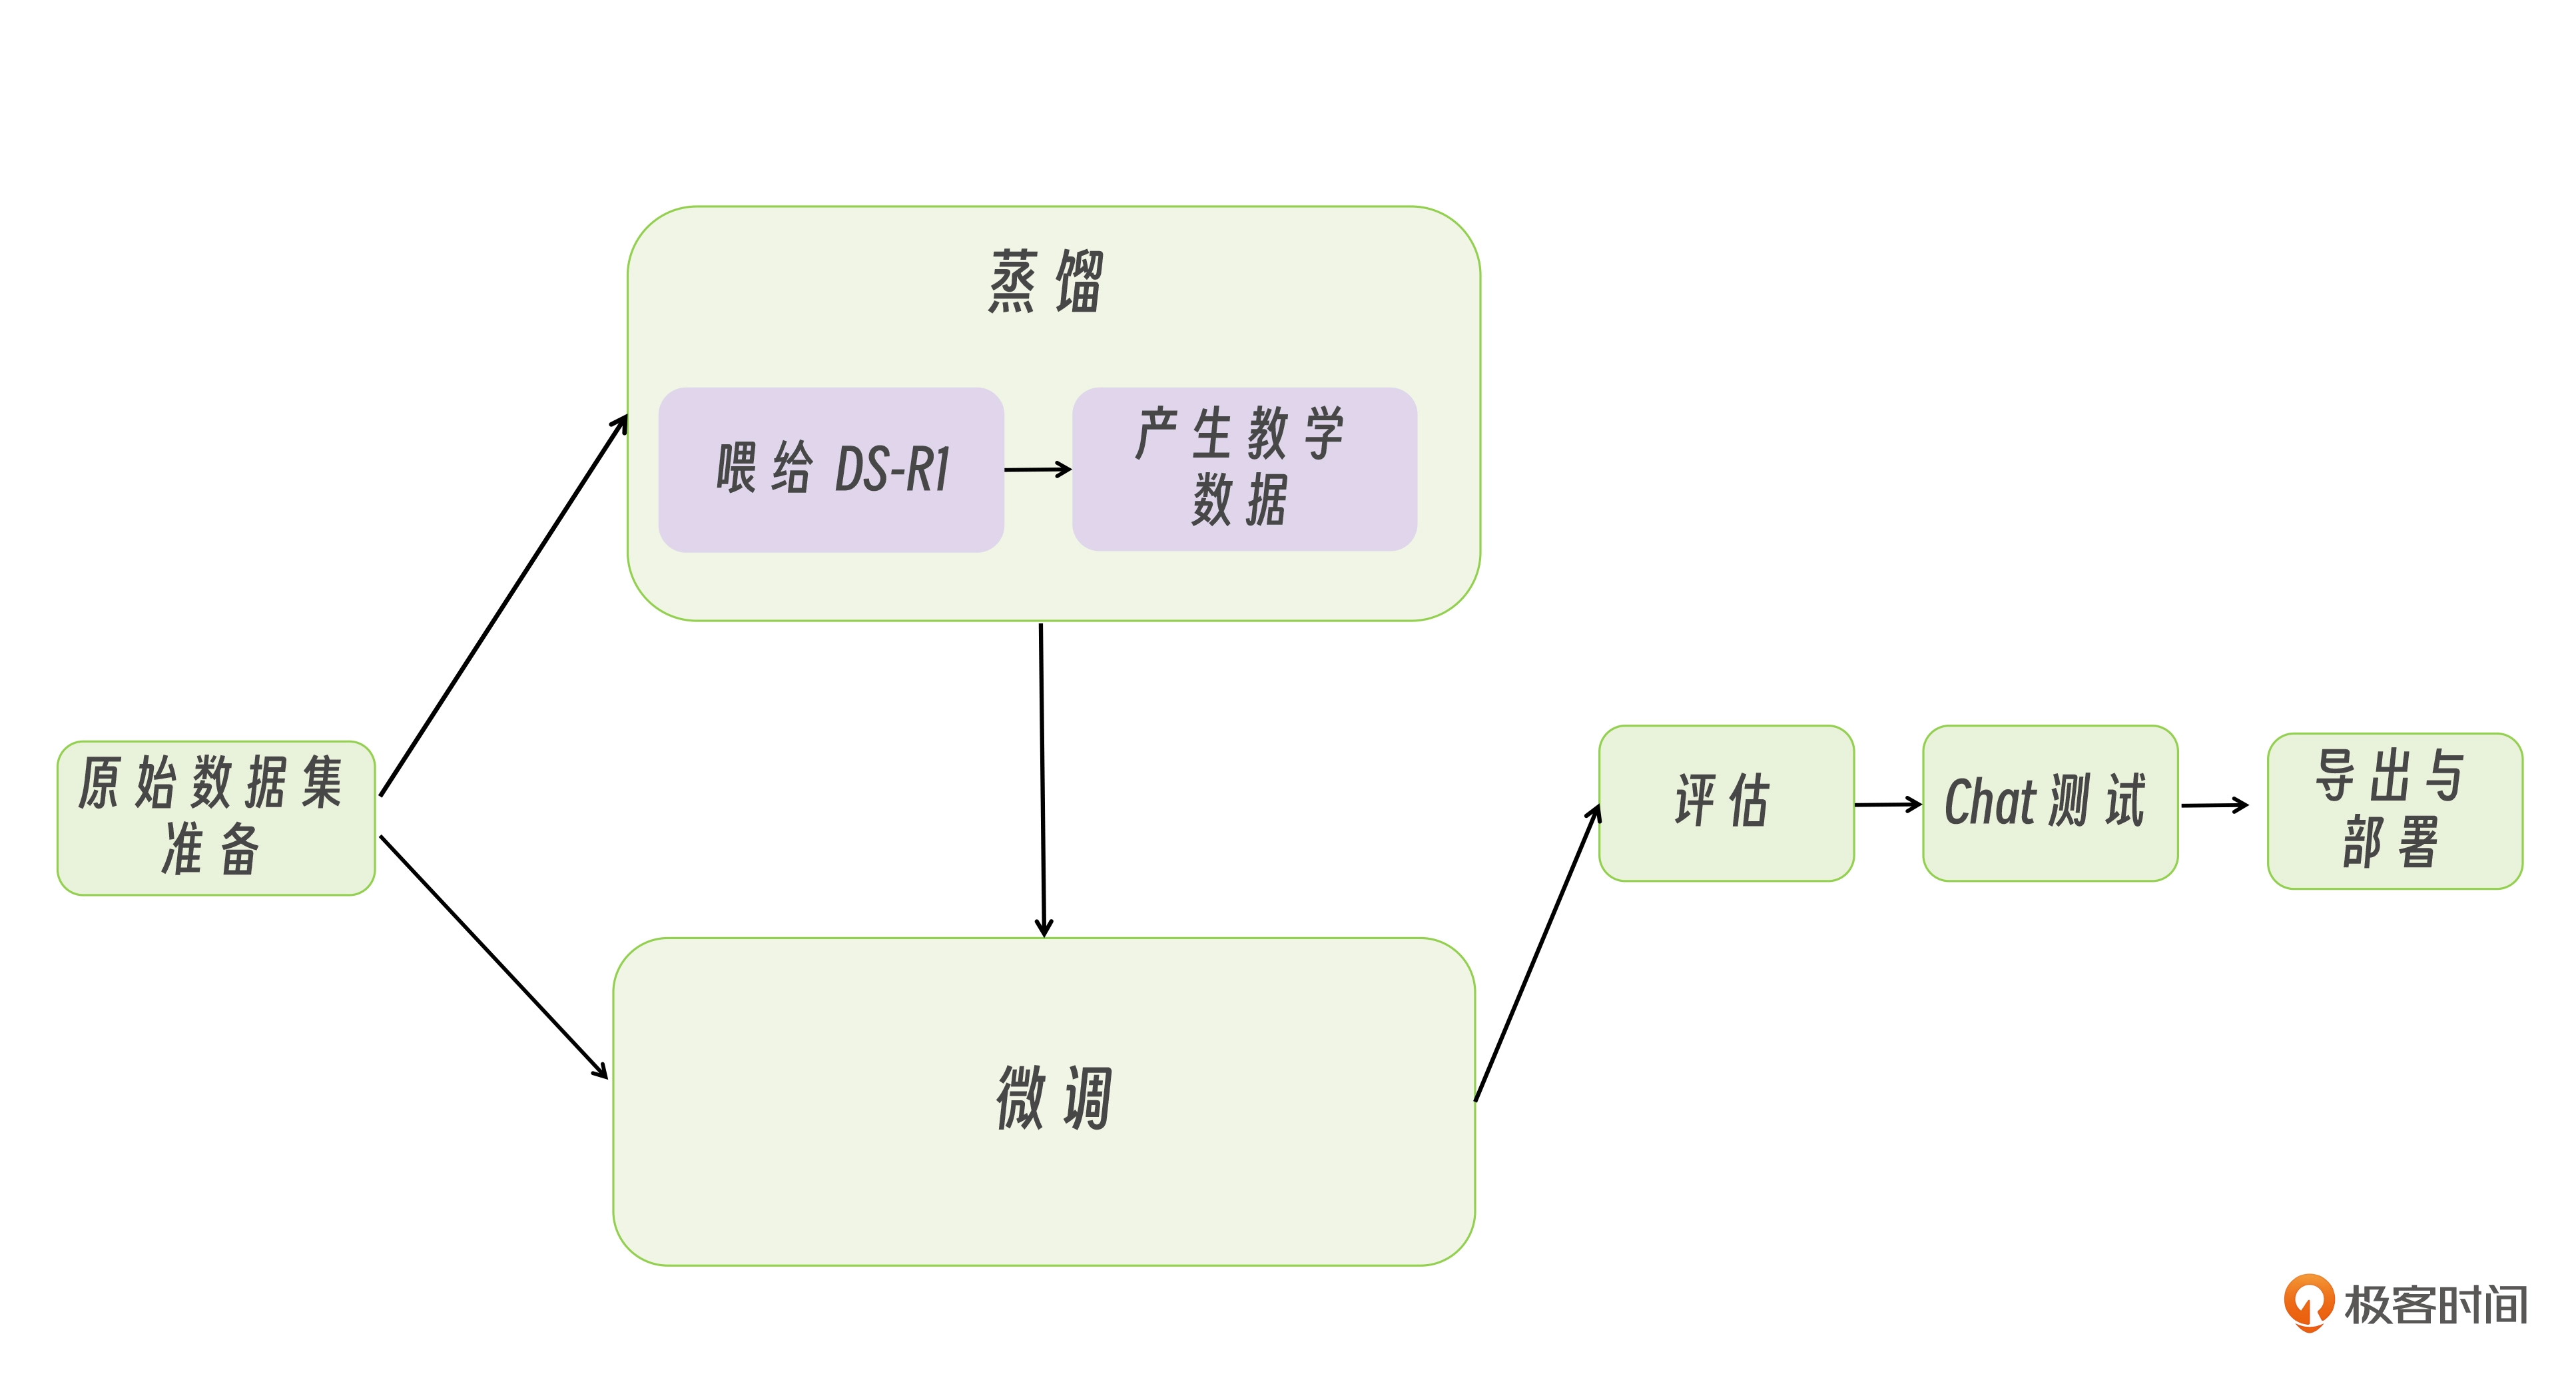 蒸馏
喂给 DS-R1
产生教学
数据
原始数据集
准备
微调
评估
Chat 测试
导出与
部署
极客时间